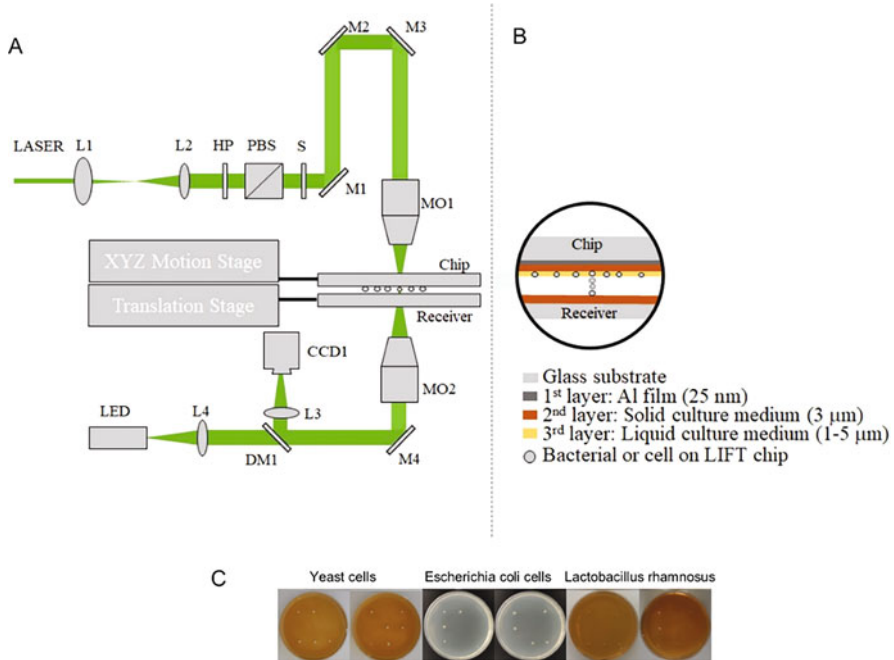 A
M2
M3
LASER
L1
L2
HP
PBS
S
M1
MO1
XYZ Motion Stage
Chip
Translation Stage
Receiver
CCD1
MO2
LED
L4
L3
DM1
M4
B
Chip
Receiver
Glass substrate
1st layer: Al film (25 nm)
2nd layer: Solid culture medium (3 μm)
3rd layer: Liquid culture medium (1-5 μm)
Bacterial or cell on LIFT chip
C
Yeast cells
Escherichia coli cells
Lactobacillus rhamnosus